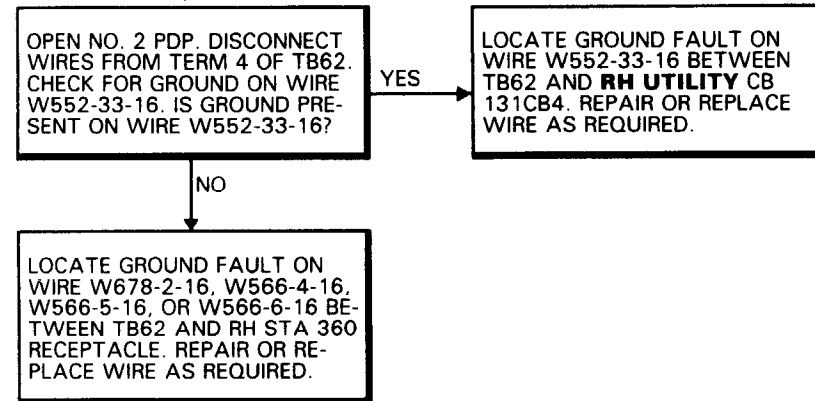 OPEN NO. 2 PDP. DISCONNECT
WIRES FROM TERM 4 OF TB62.
CHECK FOR GROUND ON WIRE
W552-33-16. IS GROUND PRE-
SENT ON WIRE W552-33-16?
YES
LOCATE GROUND FAULT ON
WIRE W552-33-16 BETWEEN
TB62 AND RH UTILITY CB
131CB4. REPAIR OR REPLACE
WIRE AS REQUIRED.
NO
LOCATE GROUND FAULT ON
WIRE W678-2-16, W566-4-16,
W566-5-16, OR W566-6-16 BE-
TWEEN TB62 AND RH STA 360
RECEPTACLE. REPAIR OR RE-
PLACE WIRE AS REQUIRED.